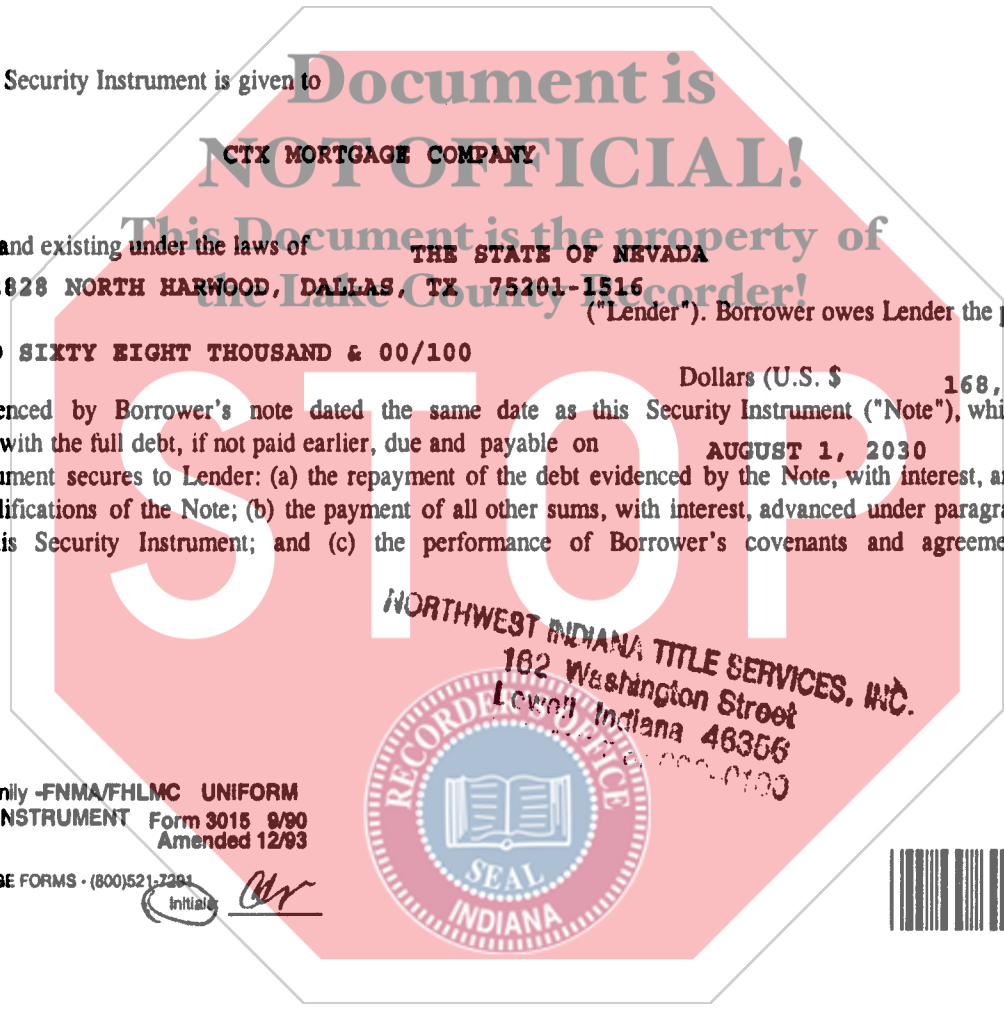 Document is
Security Instrument is given to
NOT OFFICIAL!
CTX MORTGAGE COMPANY
This Document is the property of
and existing under the laws of THE STATE OF NEVADA
the Lake County Recorder!
828 NORTH HARWOOD, DALLAS, TX 75201-1516
("Lender"). Borrower owes Lender the
SIXTY EIGHT THOUSAND & 00/100
Dollars (U.S. $ 168,
enced by Borrower's note dated the same date as this Security Instrument ("Note"), whi
with the full debt, if not paid earlier, due and payable on AUGUST 1, 2030
ment secures to Lender: (a) the repayment of the debt evidenced by the Note, with interest, a
lifications of the Note; (b) the payment of all other sums, with interest, advanced under paragra
is Security Instrument; and (c) the performance of Borrower's covenants and agreeme
STOP
NORTHWEST INDIANA TITLE SERVICES, INC.
162 Washington Street
Lowell Indiana 46356
RECORDER'S OFFICE
SEAL
INDIANA
nily -FNMA/FHLMC UNIFORM
NSTRUMENT Form 3015 9/90
Amended 12/93
GE FORMS - (800)521-7291
Initials